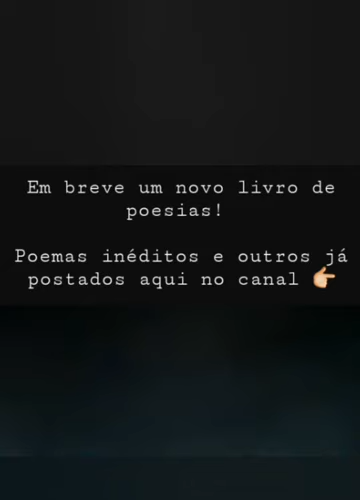 Em breve um novo livro de
poesias!
Poemas inéditos e outros já
postados aqui no canal 👉🏼